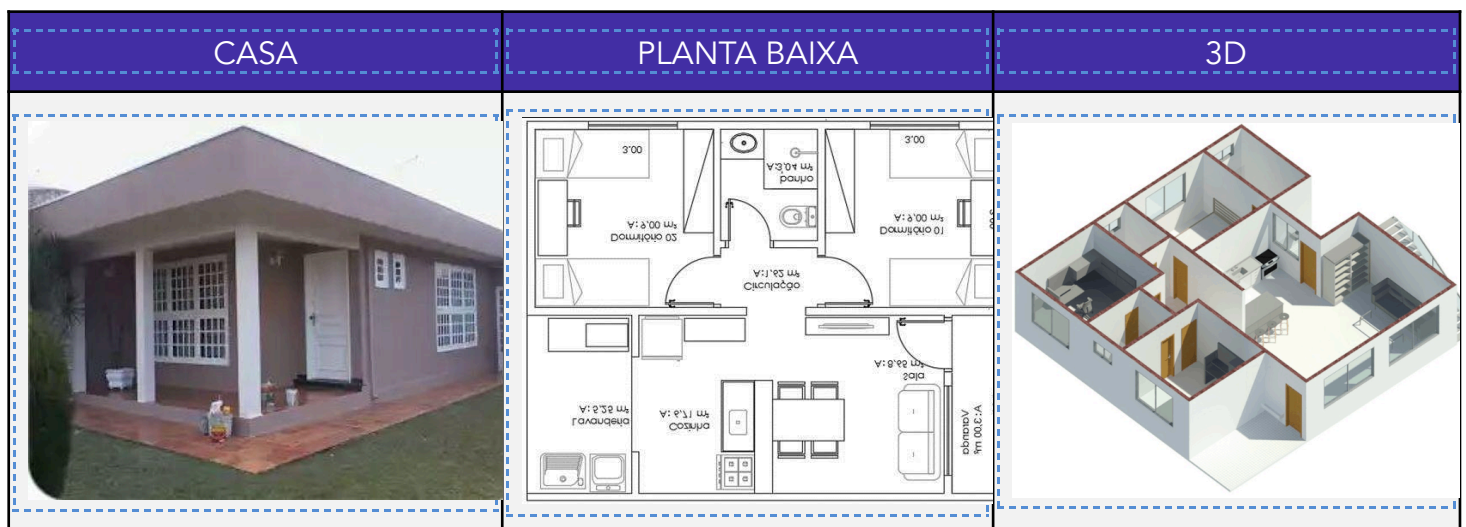 CASA
PLANTA BAIXA
3D
3,00
3,00
A:3,04 m²
banho
A: 9,00 m²
Dormitório 02
A: 9,00 m²
Dormitório 01
3,00
A:1,62 m²
Circulação
A: 8,65 m²
Sala
A: 5,25 m²
Lavanderia
A: 6,71 m²
Cozinha
Varanda
A:3,00 m²